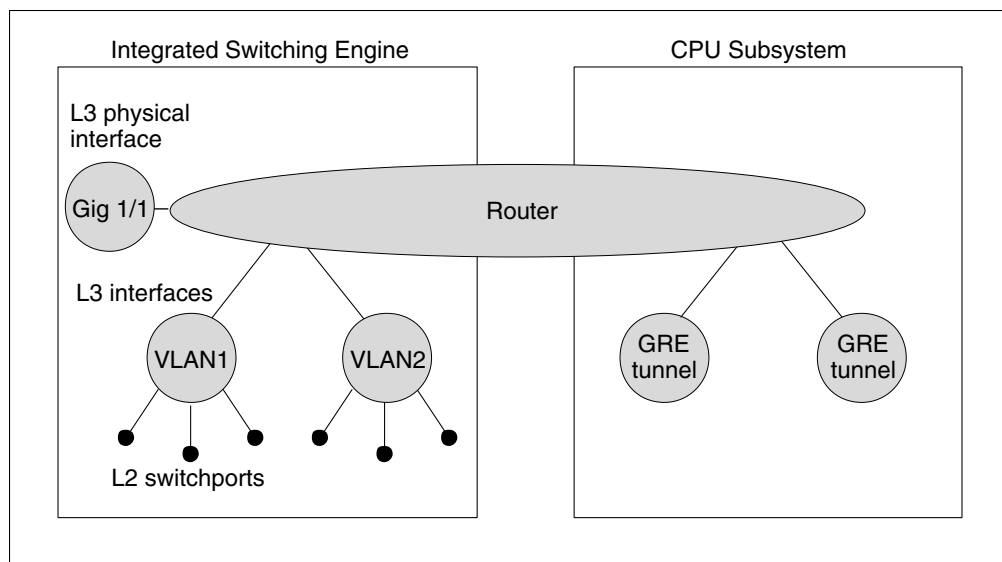 Integrated Switching Engine
CPU Subsystem
L3 physical
interface
Gig 1/1
Router
L3 interfaces
VLAN1
VLAN2
GRE
tunnel
GRE
tunnel
L2 switchports